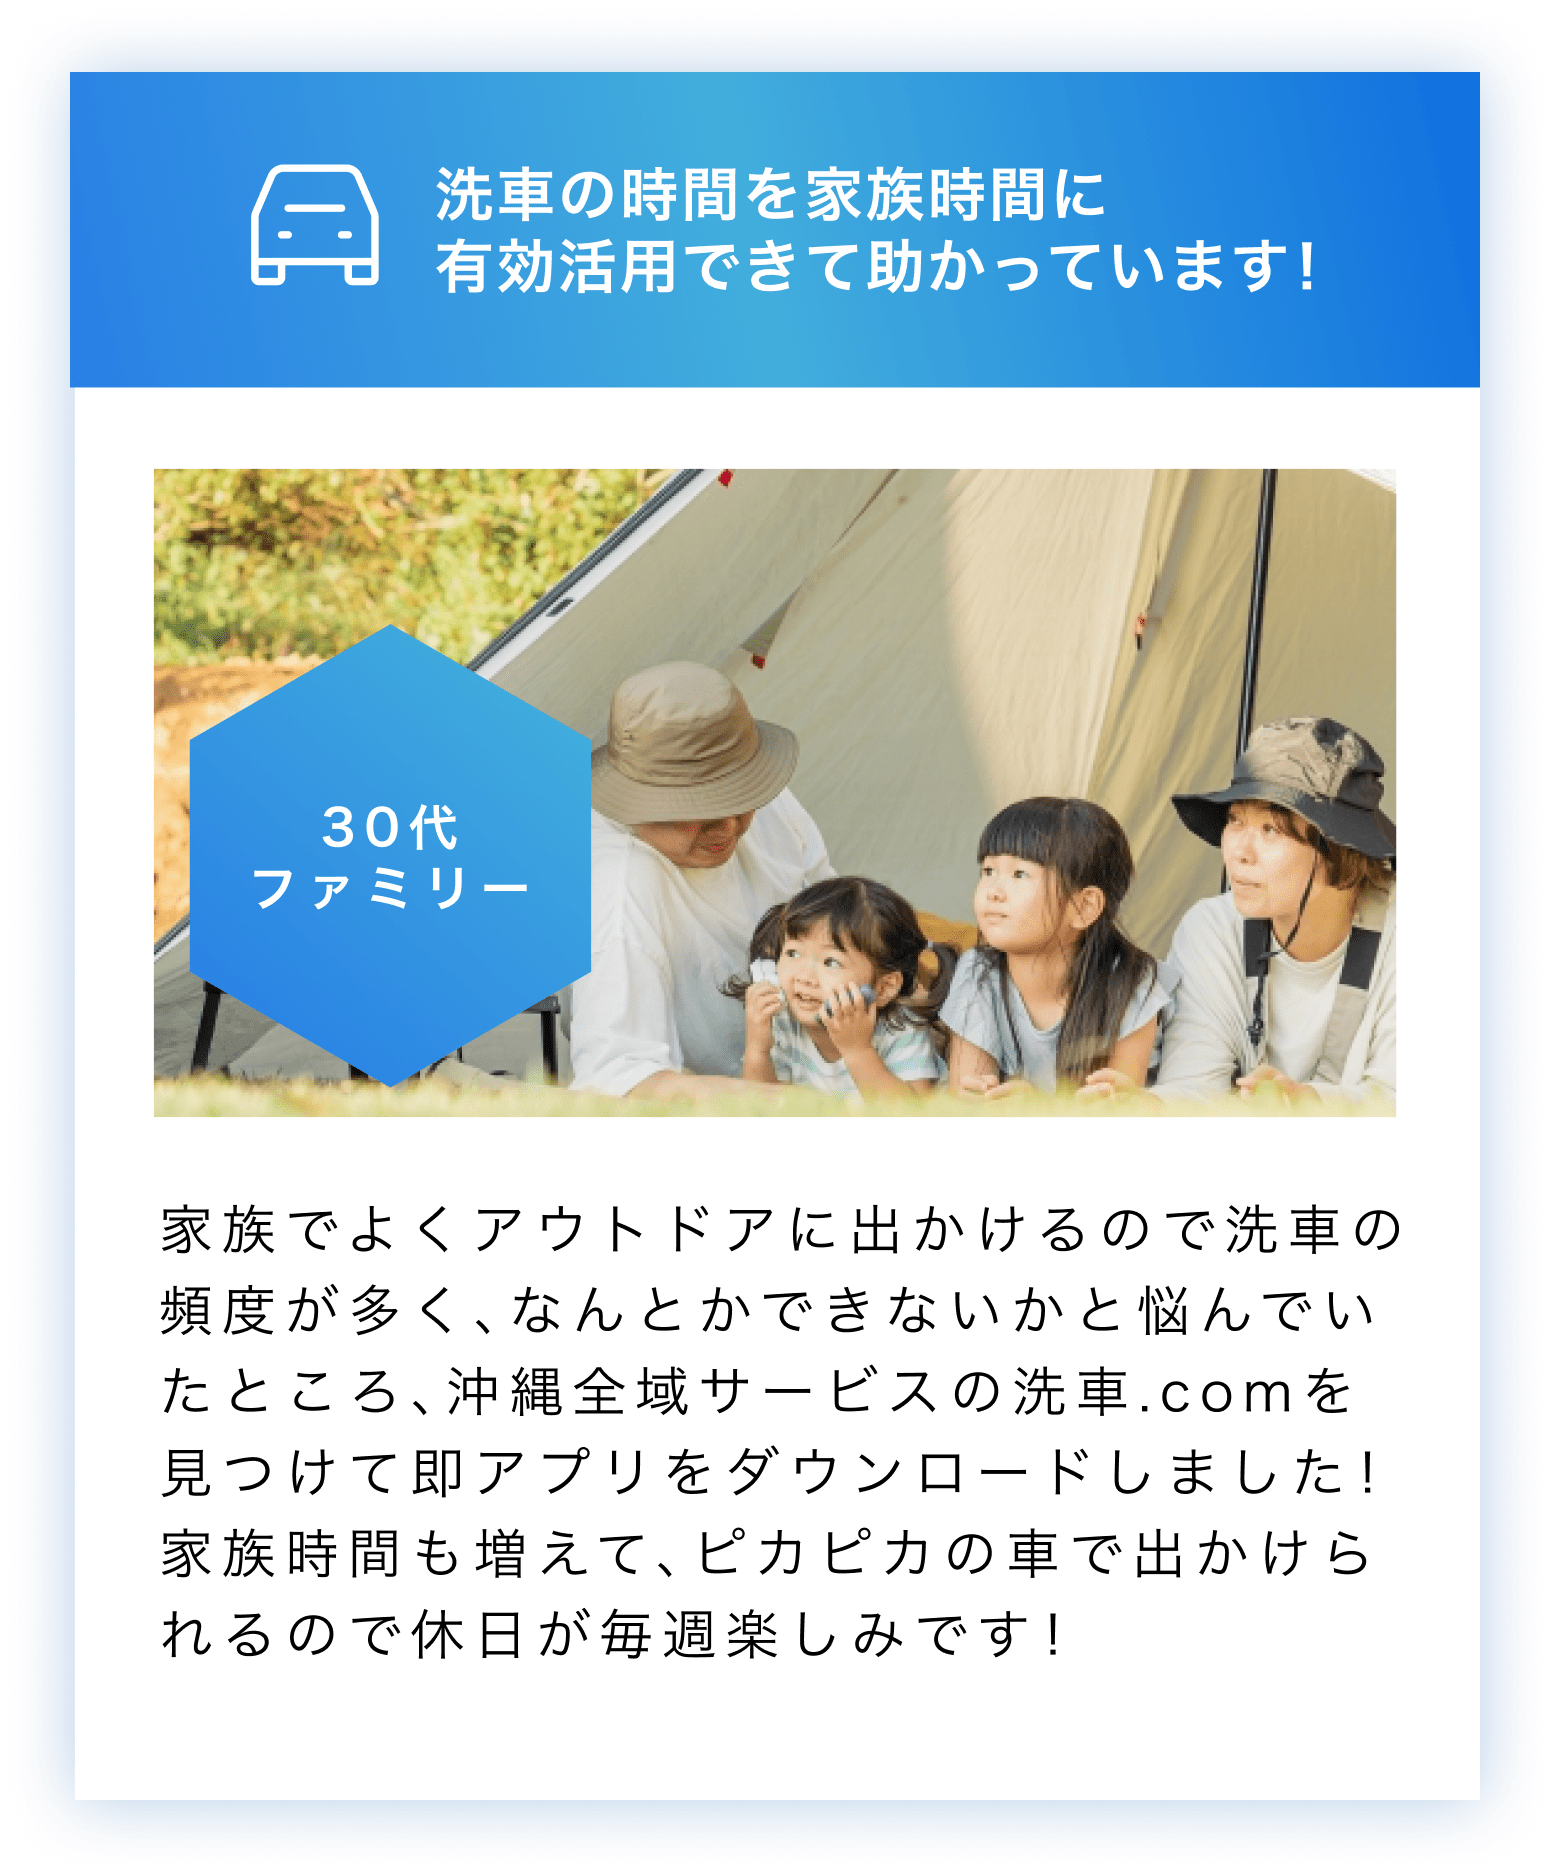 洗車の時間を家族時間に
有効活用できて助かっています!
30代
ファミリー
家族でよくアウトドアに出かけるので洗車の
頻度が多く、なんとかできないかと悩んでい
たところ、沖縄全域サービスの洗車.comを
見つけて即アプリをダウンロードしました!
家族時間も増えて、ピカピカの車で出かけら
れるので休日が毎週楽しみです!